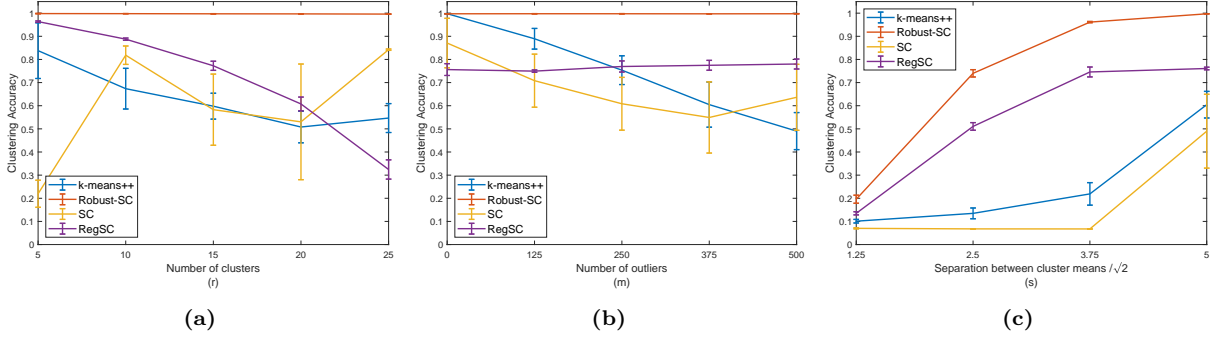 Clustering Accuracy
1
0.9
0.8
0.7
0.6
0.5
0.4
0.3
0.2
0.1
0
k-means++
Robust-SC
SC
RegSC
5 10 15 20 25
Number of clusters
(r)
(a)
Clustering Accuracy
1
0.9
0.8
0.7
0.6
0.5
0.4
0.3
0.2
0.1
0
k-means++
Robust-SC
SC
RegSC
0 125 250 375 500
Number of outliers
(m)
(b)
Clustering Accuracy
1
0.9
0.8
0.7
0.6
0.5
0.4
0.3
0.2
0.1
0
k-means++
Robust-SC
SC
RegSC
1.25 2.5 3.75 5
Separation between cluster means /√2
(s)
(c)